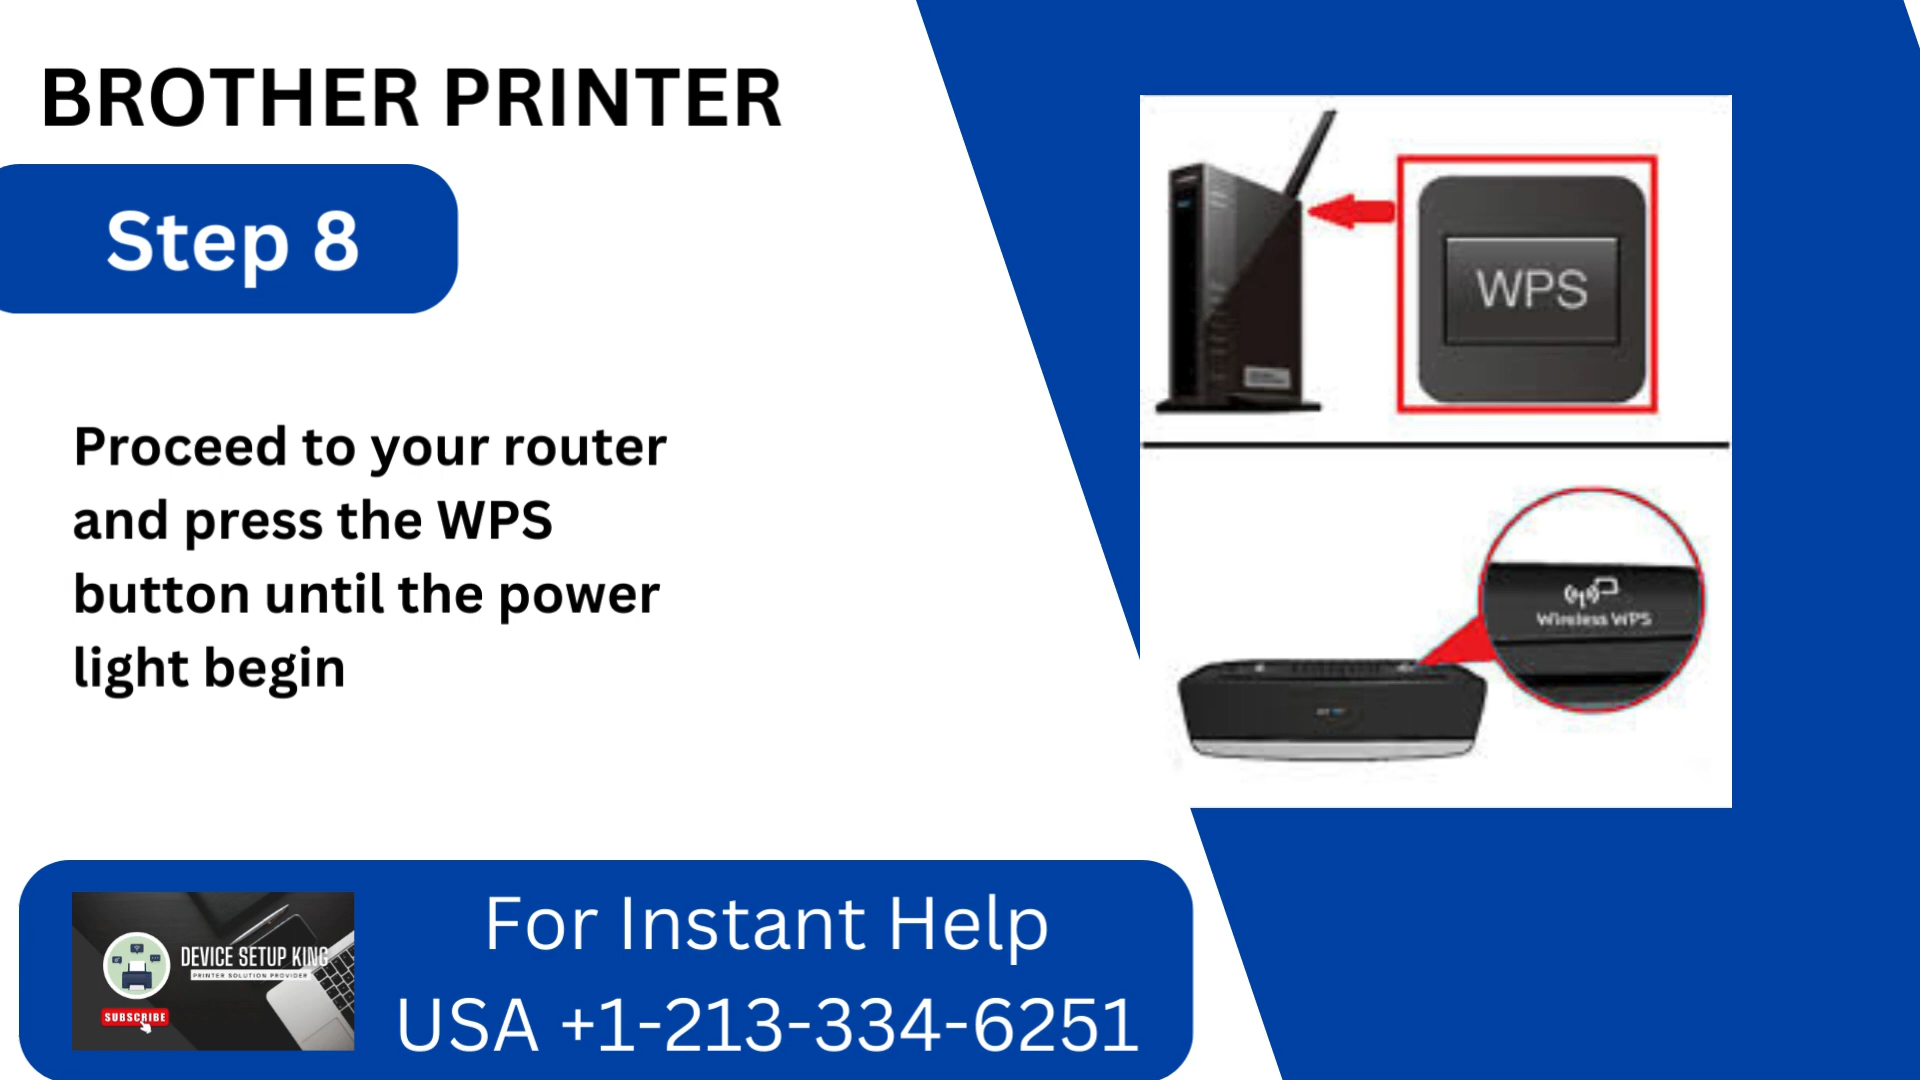 BROTHER PRINTER
Step 8
Proceed to your router
and press the WPS
button until the power
light begin
WPS
Wireless WPS
DEVICE SETUP KING
PRINTER SOLUTION PROVIDER
SUBSCRIBE
For Instant Help
USA +1-213-334-6251